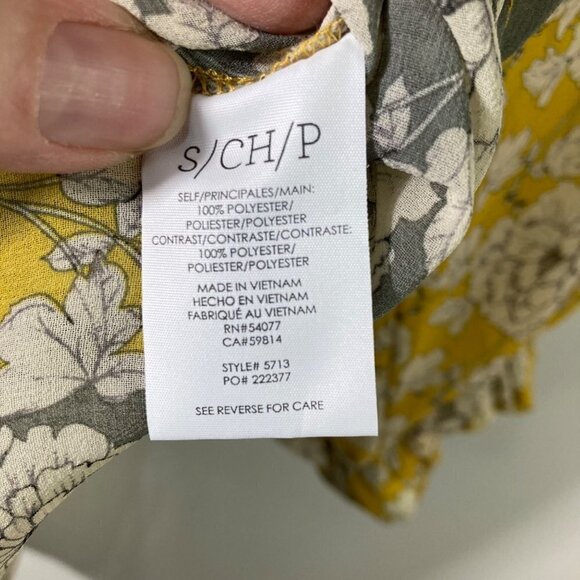 S/CH/P
SELF/PRINCIPALES/MAIN:
100% POLYESTER/
POLIESTER/POLYESTER
CONTRAST/CONTRASTE/CONTRASTE:
100% POLYESTER/
POLIESTER/POLYESTER
MADE IN VIETNAM
HECHO EN VIETNAM
FABRIQUÉ AU VIETNAM
RN#54077
CA#59814
STYLE# 5713
PO# 222377
SEE REVERSE FOR CARE